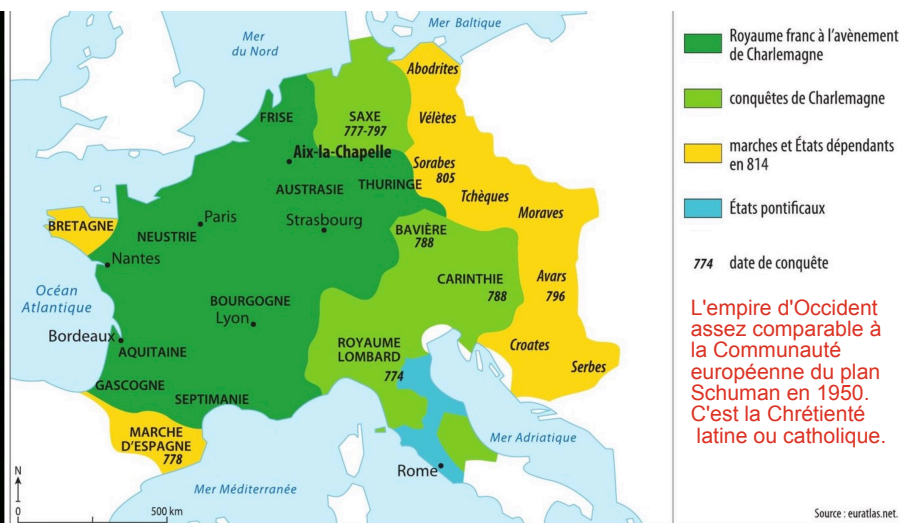 Mer Baltique
Mer
du Nord
Abodrites
FRISE
SAXE
777-797
Vélètes
Aix-la-Chapelle
Sorabes
805
AUSTRASIE
THURINGE
Tchèques
Moraves
BRETAGNE
Paris
NEUSTRIE
Strasbourg
BAVIÈRE
788
Nantes
Océan
Atlantique
CARINTHIE
788
Avars
796
BOURGOGNE
Lyon
Bordeaux
AQUITAINE
ROYAUME
LOMBARD
774
Croates
Serbes
GASCOGNE
SEPTIMANIE
MARCHE
D'ESPAGNE
778
Mer Adriatique
Rome
Mer Méditerranée
N
0
500 km
Royaume franc à l'avènement
de Charlemagne
conquêtes de Charlemagne
marches et États dépendants
en 814
États pontificaux
774 date de conquête
L'empire d'Occident
assez comparable à
la Communauté
européenne du plan
Schuman en 1950.
C'est la Chrétienté
latine ou catholique.
Source : euratlas.net.